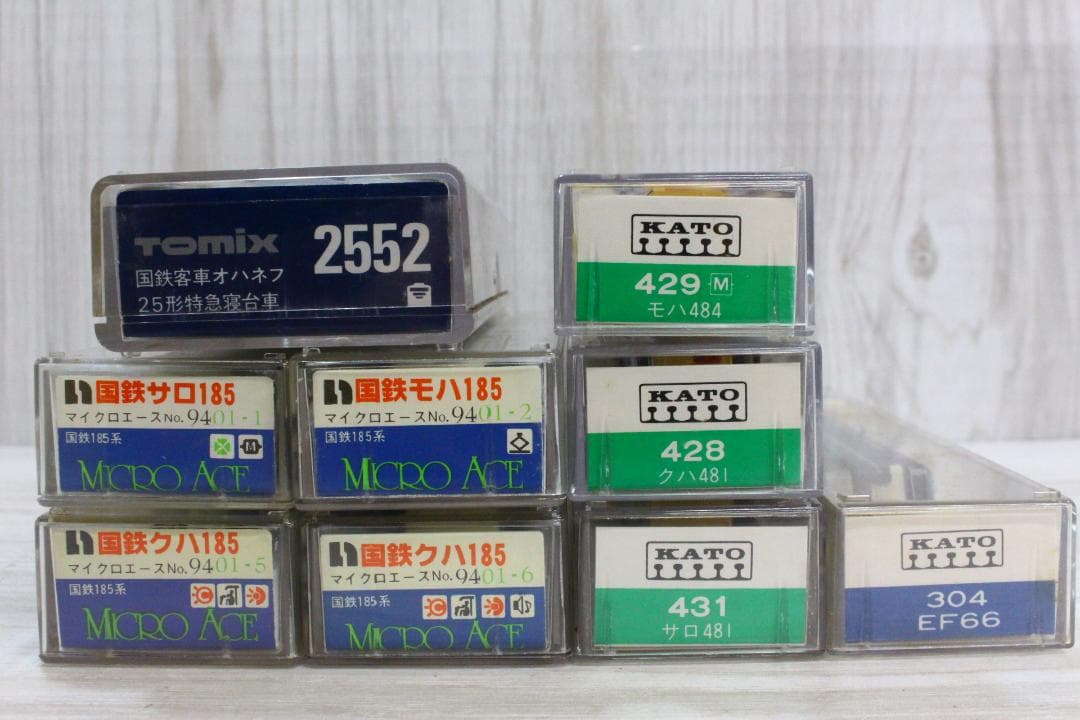 TOMIX
2552
国鉄客車オハネフ
25形特急寝台車
KATO
429 M
モハ484
国鉄サロ185
マイクロエースNo.9401-1
国鉄185系
M
MICRO ACE
国鉄モハ185
マイクロエースNo.9401-2
国鉄185系
MICRO ACE
KATO
428
クハ481
国鉄クハ185
マイクロエースNo.9401-5
国鉄185系
MICRO ACE
国鉄クハ185
マイクロエースNo.9401-6
国鉄185系
MICRO ACE
KATO
431
サロ481
KATO
304
EF66